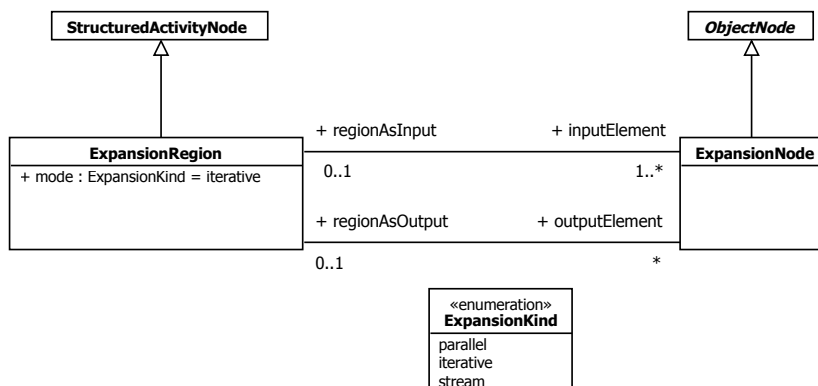 StructuredActivityNode
ObjectNode
+ regionAsInput
+ inputElement
ExpansionRegion
ExpansionNode
+ mode : ExpansionKind = iterative
0..1
1..*
+ regionAsOutput
+ outputElement
0..1
*
«enumeration»
ExpansionKind
parallel
iterative
stream